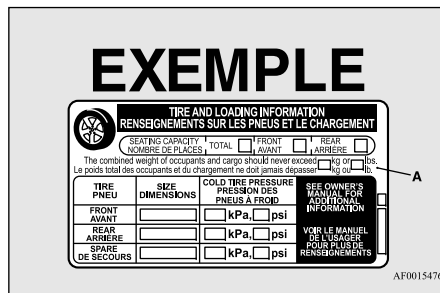 EXEMPLE
TIRE AND LOADING INFORMATION
RENSEIGNEMENTS SUR LES PNEUS ET LE CHARGEMENT
SEATING CAPACITY
NOMBRE DE PLACES
TOTAL
FRONT
AVANT
REAR
ARRIÈRE
The combined weight of occupants and cargo should never exceed kg or lbs.
Le poids total des occupants et du chargement ne doit jamais dépasser kg ou lb.
A
TIRE
PNEU
SIZE
DIMENSIONS
COLD TIRE PRESSURE
PRESSION DES
PNEUS À FROID
SEE OWNER'S
MANUAL FOR
ADDITIONAL
INFORMATION
VOIR LE MANUEL
DE L'USAGER
POUR PLUS DE
RENSEIGNEMENTS
FRONT
AVANT
kPa, psi
REAR
ARRIÈRE
kPa, psi
SPARE
DE SECOURS
kPa, psi
AF0015476